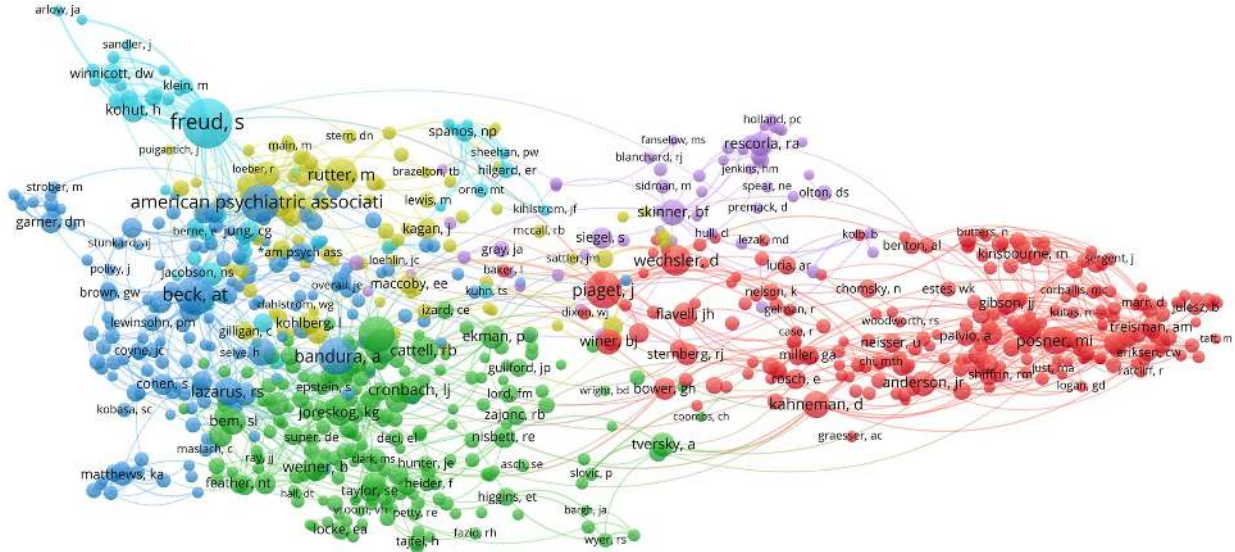 arlow, ja
sandler, j
winnicott, dw
klein, m
kohut, h
freud, s
puigantich, j
main, m
stern, dn
spanos, np
sheehan, pw
loeber, r
rutter, m
brazelton, tb
hilgard, er
holland, pc
fanselow, ms
rescorla, ra
blanchard, rj
jenkins, hm
strober, m
american psychiatric associati
lewis, m
orne, mt
sidman, m
spear, ne
olton, ds
garner, dm
berne, e
jung, cg
kagan, j
kihlstrom, jf
skinner, bf
premack, d
stunkard, aj
*am psych ass
mccall, rb
siegel, s
hull, cl
lezak, md
kolb, b
benton, al
butters, n
polivy, j
loehlin, jc
gray, ja
sattler, jm
wechsler, d
kinsbourne, m
sergent, j
jacobson, ns
baker, l
luria, ar
brown, gw
beck, at
overall, je
maccoby, ee
kuhn, ts
piaget, j
nelson, k
chomsky, n
estes, wk
gibson, jj
corballis, mc
marr, d
dahlstrom, wg
izard, ce
dixon, wj
gelman, r
kutas, m
treisman, am
lewinsohn, pm
gilligan, c
kohlberg, l
flavell, jh
woodworth, rs
coyne, jc
selye, h
bandura, a
cattell, rb
ekman, p
winer, bj
case, r
neisser, u
paivio, a
posner, mi
eriksen, cw
taft, m
sternberg, rj
miller, ga
chi, mth
lust, ma
ratcliff, r
cohen, s
lazarus, rs
epstein, s
cronbach, lj
guilford, jp
rosch, e
anderson, jr
shiffrin, rm
logan, gd
kobasa, sc
bem, sl
joreskog, kg
lord, fm
zajonc, rb
wright, bd
bower, gh
kahneman, d
coombs, ch
super, de
deci, el
nisbett, re
graesser, ac
maslach, c
ray, jj
clark, ms
tversky, a
matthews, ka
feather, nt
weiner, b
hunter, je
asch, se
slovic, p
hall, dt
taylor, se
heider, f
higgins, et
vroom, vh
petty, re
bargh, ja
locke, ea
tajfel, h
fazio, rh
wyer, rs